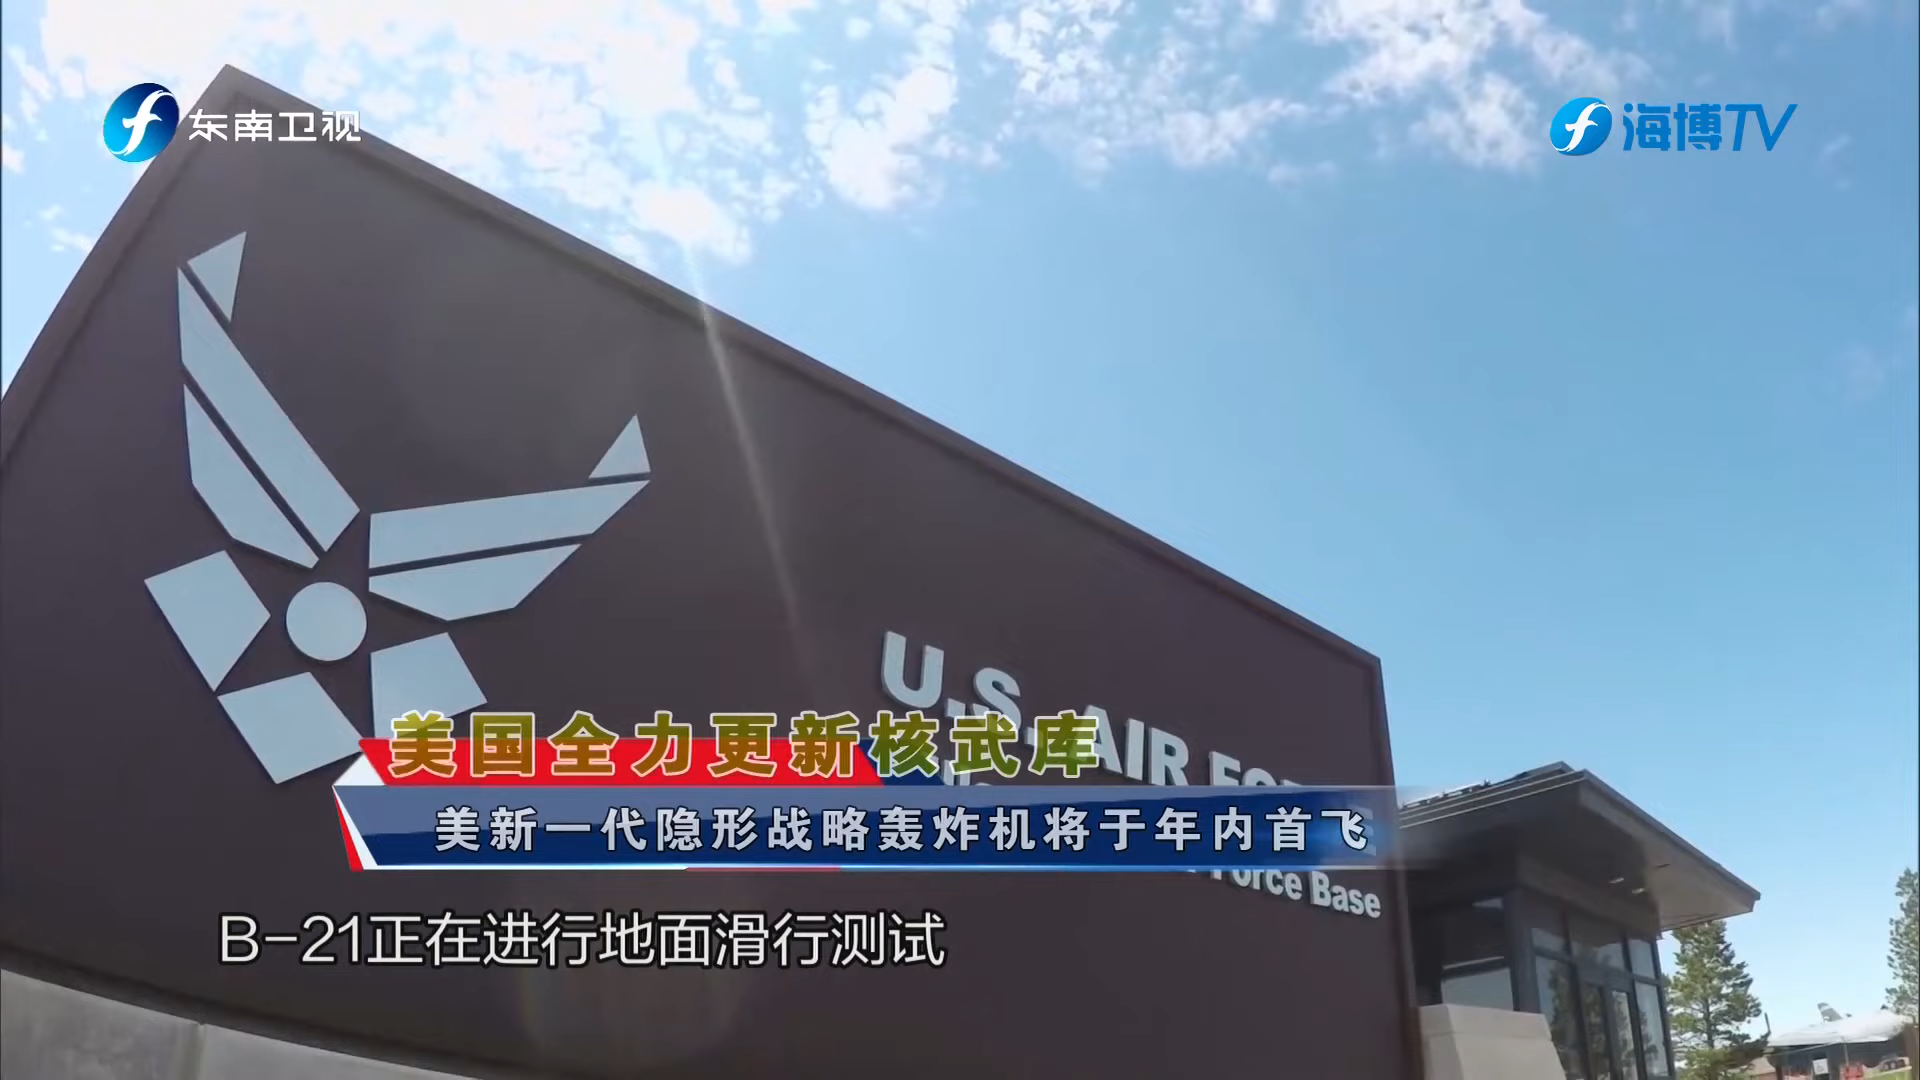 东南卫视
海博TV
U.S. AIR FORCE
美国全力更新核武库
美新一代隐形战略轰炸机将于年内首飞
Force Base
B-21正在进行地面滑行测试